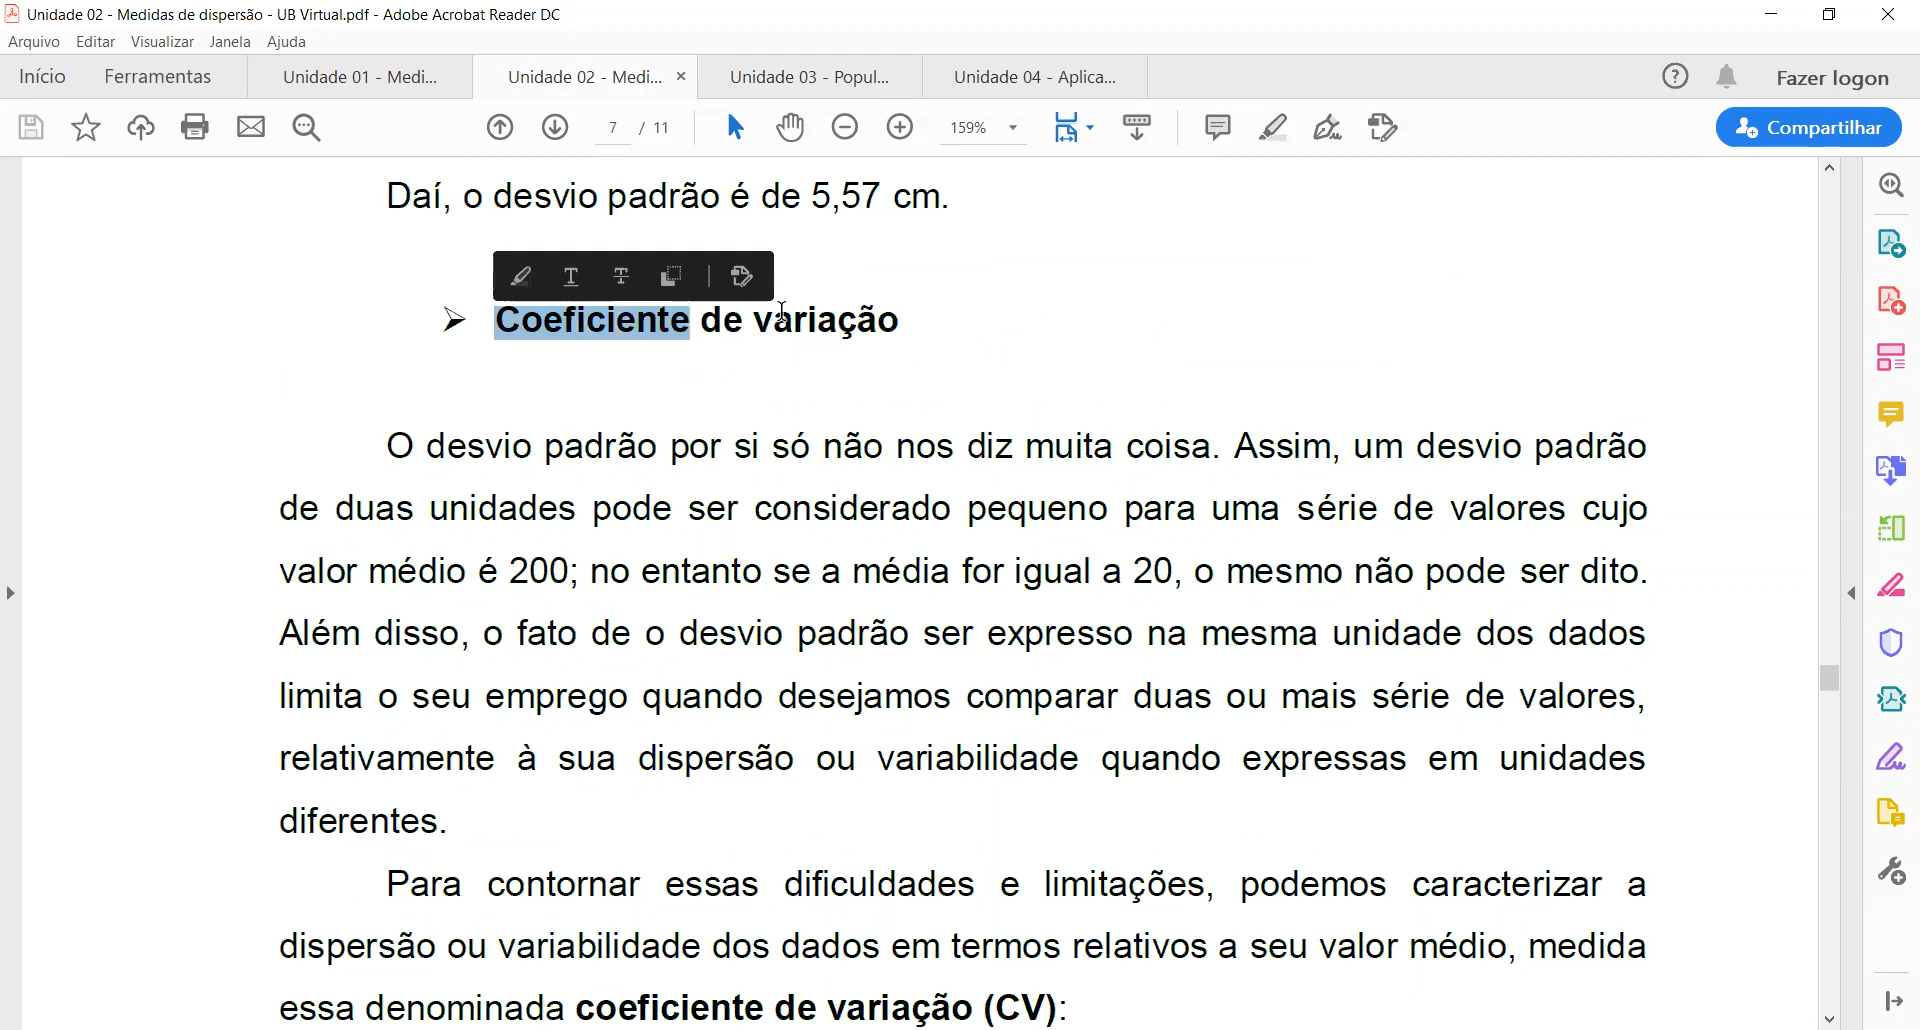 Unidade 02 - Medidas de dispersão - UB Virtual.pdf - Adobe Acrobat Reader DC
Arquivo Editar Visualizar Janela Ajuda
Início Ferramentas Unidade 01 - Medi... Unidade 02 - Medi... Unidade 03 - Popul... Unidade 04 - Aplica... Fazer logon
7 / 11 159% Compartilhar
Daí, o desvio padrão é de 5,57 cm.
Coeficiente de variação
O desvio padrão por si só não nos diz muita coisa. Assim, um desvio padrão
de duas unidades pode ser considerado pequeno para uma série de valores cujo
valor médio é 200; no entanto se a média for igual a 20, o mesmo não pode ser dito.
Além disso, o fato de o desvio padrão ser expresso na mesma unidade dos dados
limita o seu emprego quando desejamos comparar duas ou mais série de valores,
relativamente à sua dispersão ou variabilidade quando expressas em unidades
diferentes.
Para contornar essas dificuldades e limitações, podemos caracterizar a
dispersão ou variabilidade dos dados em termos relativos a seu valor médio, medida
essa denominada coeficiente de variação (CV):